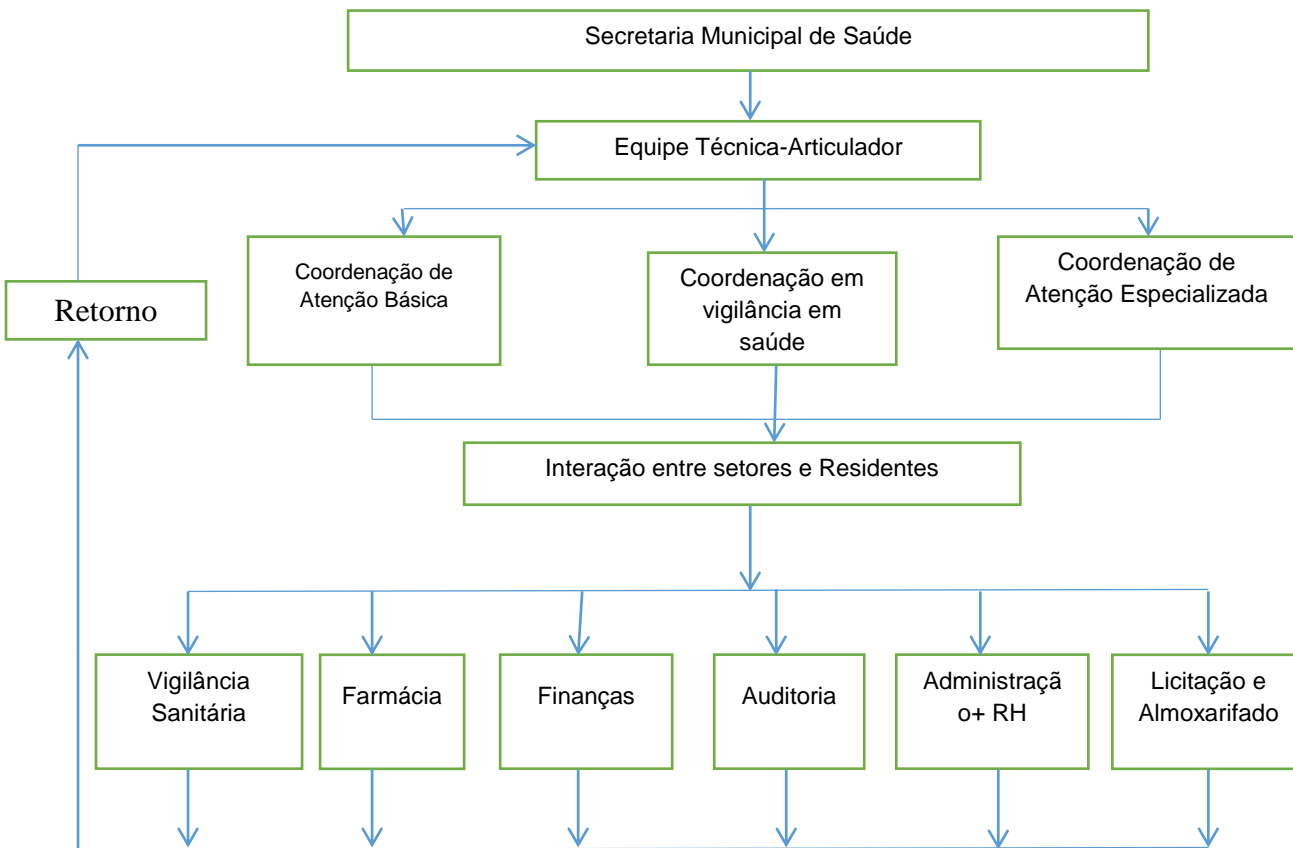 Secretaria Municipal de Saúde
Equipe Técnica-Articulador
Coordenação de
Atenção Básica
Coordenação em
vigilância em
saúde
Coordenação de
Atenção Especializada
Retorno
Interação entre setores e Residentes
Vigilância
Sanitária
Farmácia
Finanças
Auditoria
Administraçã
o+ RH
Licitação e
Almoxarifado